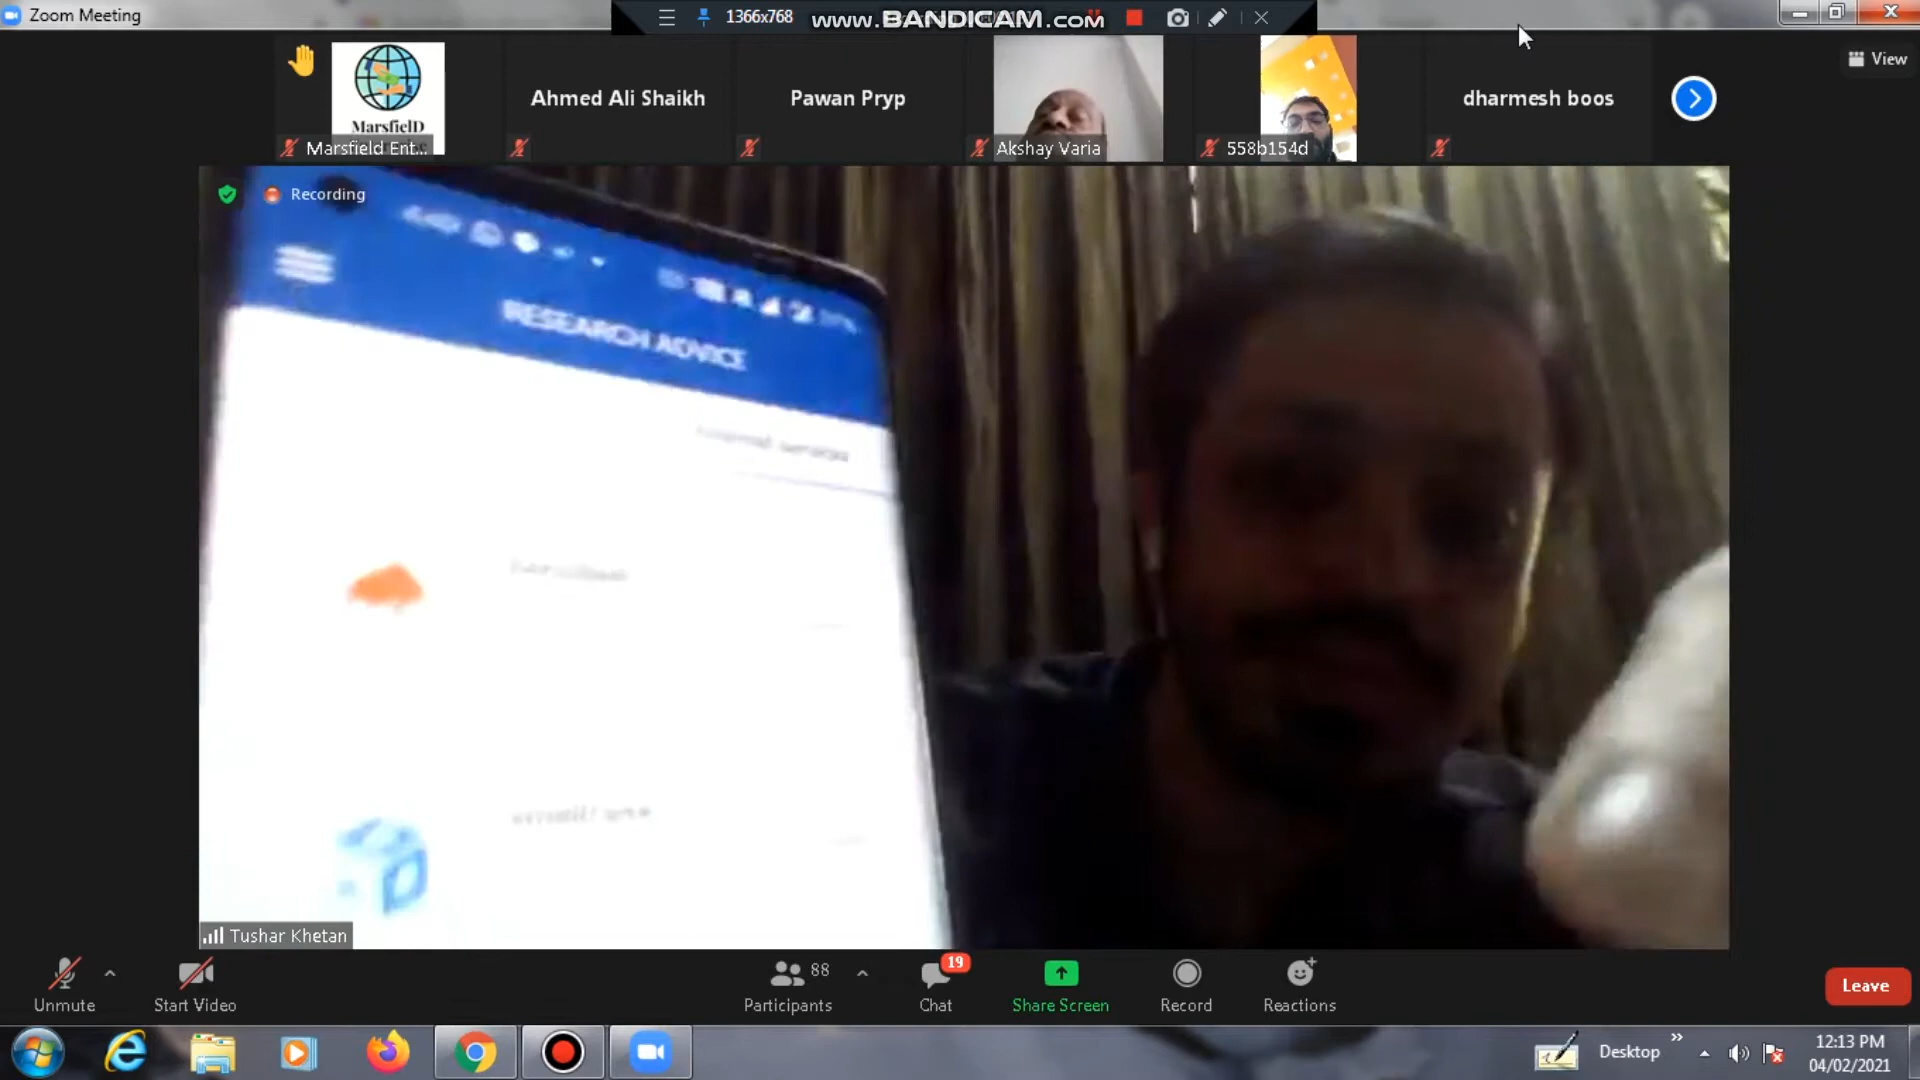 Zoom Meeting
1366x768
www.BANDICAM.com
View
MarsfielD
Marsfield Ent...
Ahmed Ali Shaikh
Pawan Pryp
Akshay Varia
558b154d
dharmesh boos
Recording
RESEARCH ADVICE
Tushar Khetan
Unmute
Start Video
88
Participants
19
Chat
Share Screen
Record
Reactions
Leave
Desktop
12:13 PM
04/02/2021